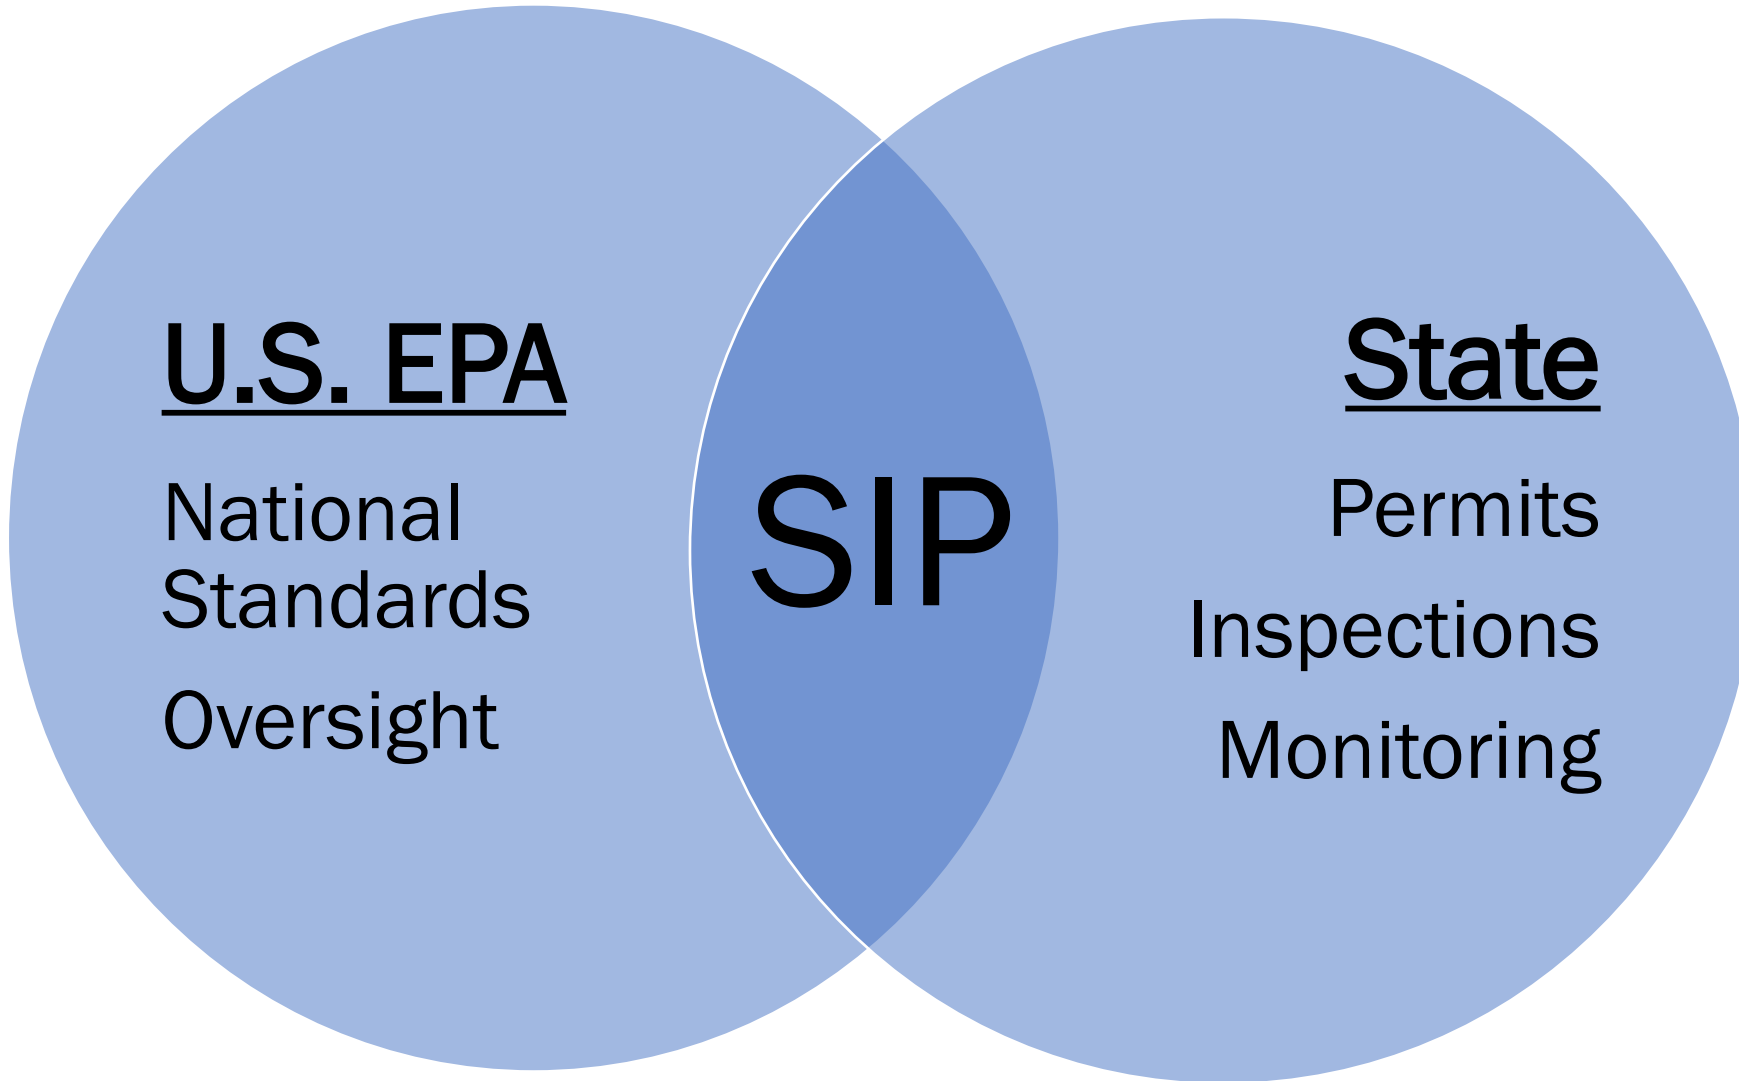 U.S. EPA
National
Standards
Oversight
SIP
State
Permits
Inspections
Monitoring